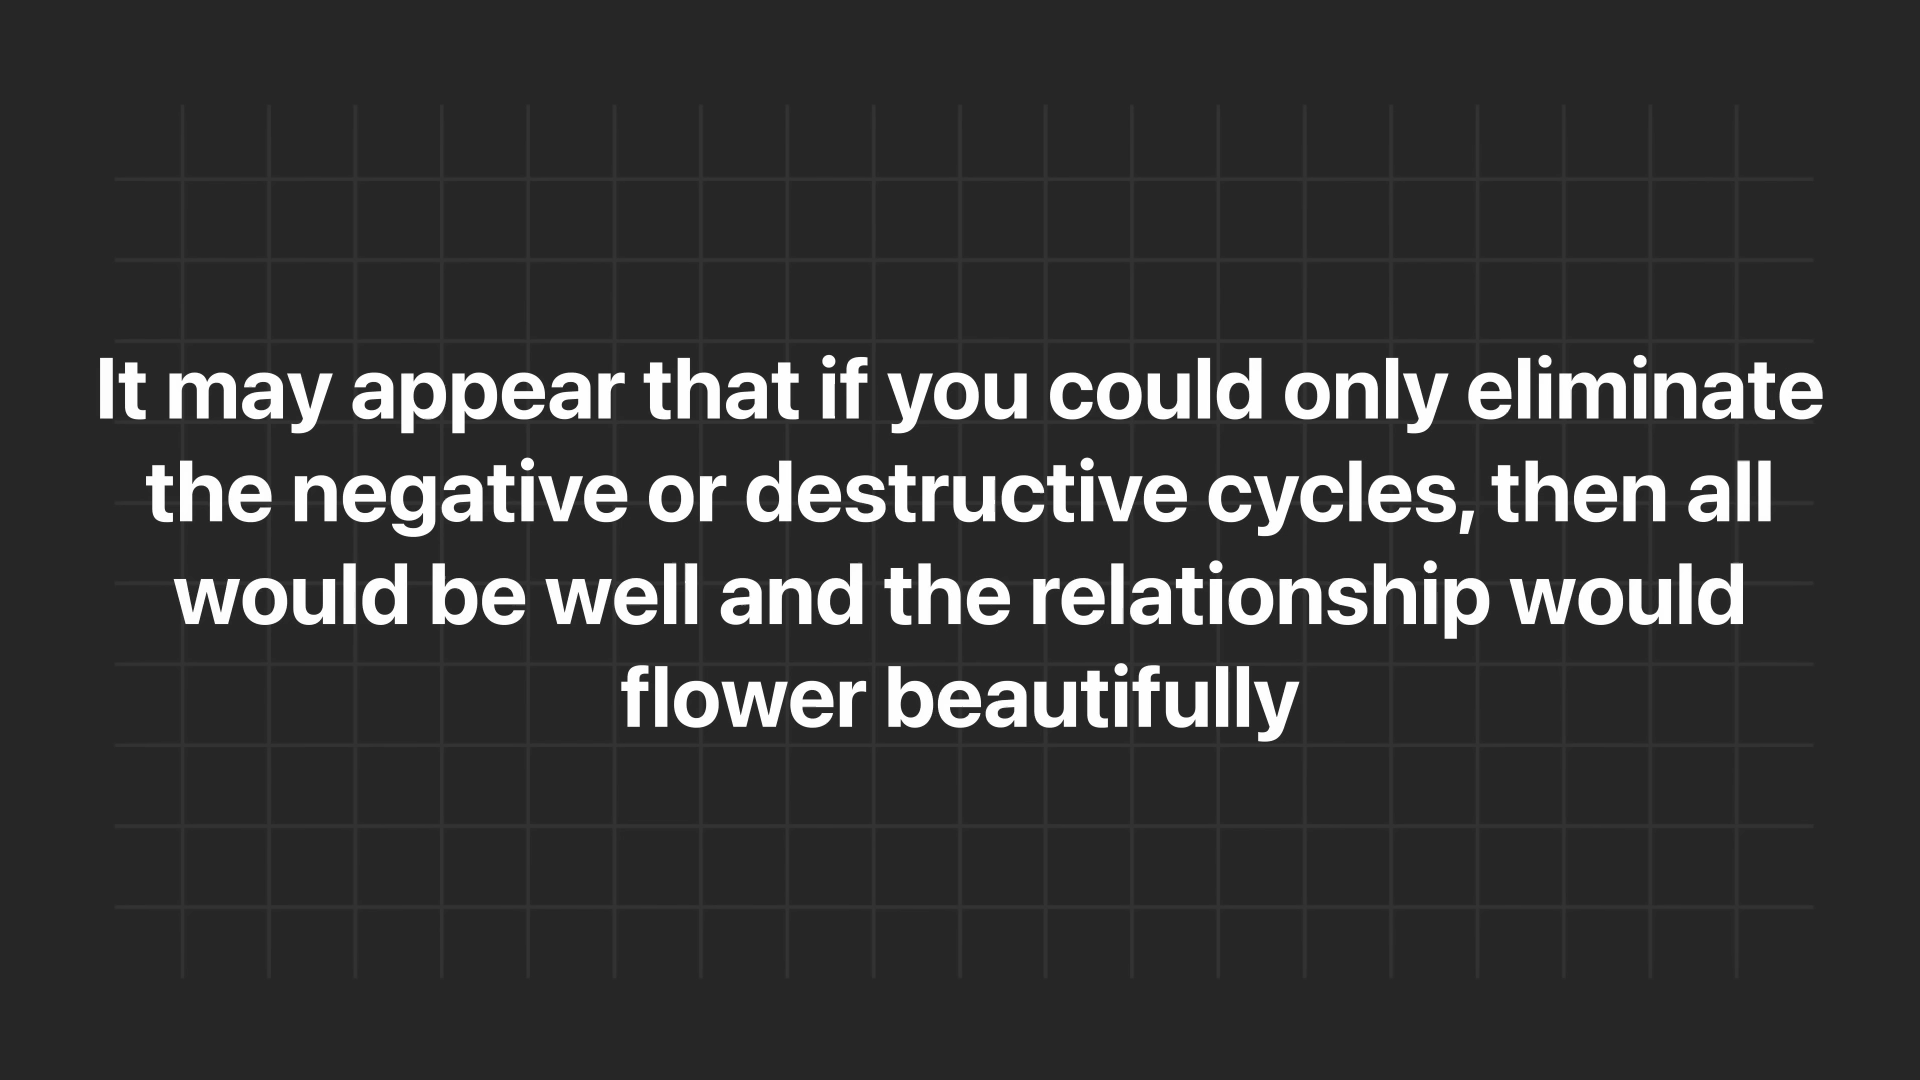 It may appear that if you could only eliminate
the negative or destructive cycles, then all
would be well and the relationship would
flower beautifully